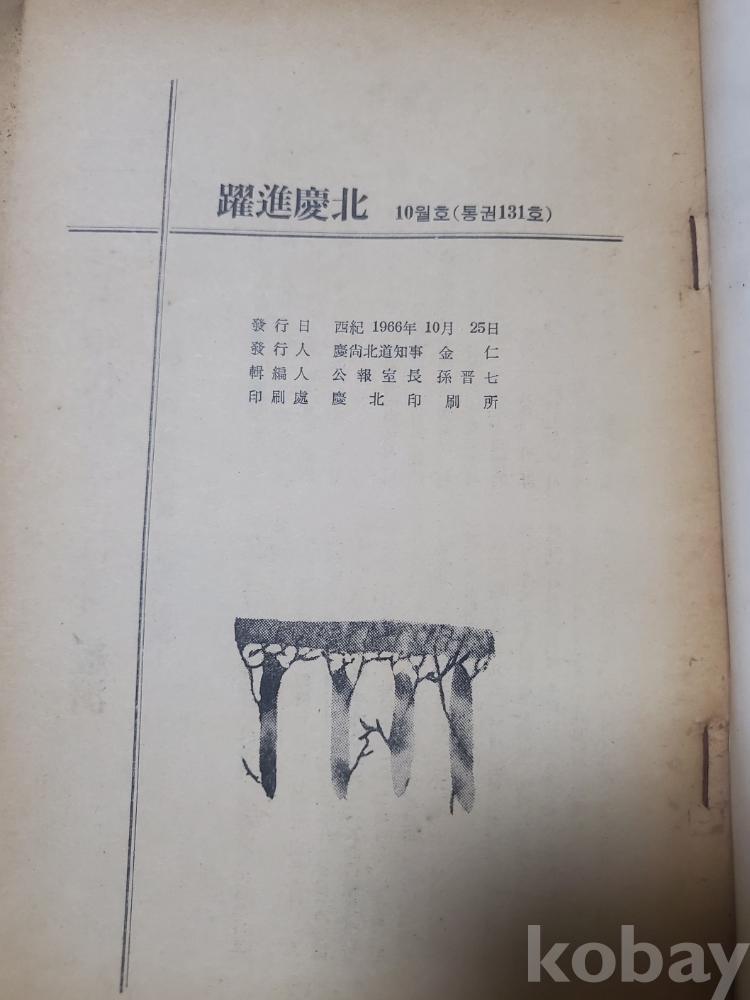 躍進慶北 10월호(통권131호)
發行日 西紀 1966年 10月 25日
發行人 慶尙北道知事 金仁
輯編人 公報室長 孫晋七
印刷處 慶北印刷所
kobay